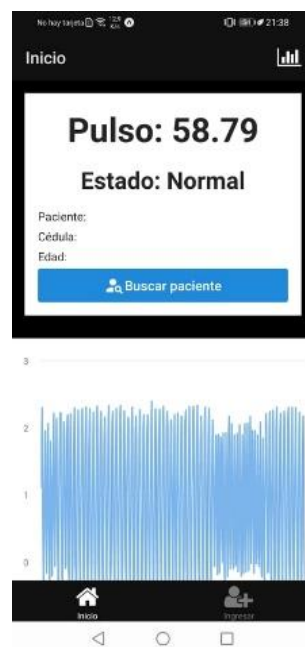 No hay tarjeta 21:38
Inicio
Pulso: 58.79
Estado: Normal
Paciente:
Cédula:
Edad:
Buscar paciente
3
2
1
0
Inicio
Ingresar